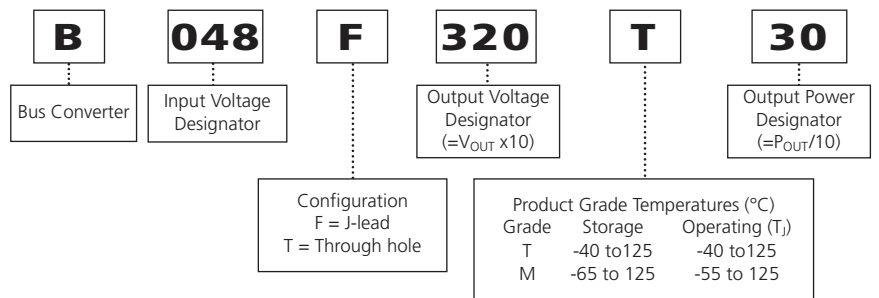 B 048 F 320 T 30
Bus Converter
Input Voltage
Designator
Output Voltage
Designator
(=VOUT x10)
Output Power
Designator
(=POUT/10)
Configuration
F = J-lead
T = Through hole
Product Grade Temperatures (°C)
Grade Storage Operating (TJ)
T -40 to125 -40 to125
M -65 to 125 -55 to 125